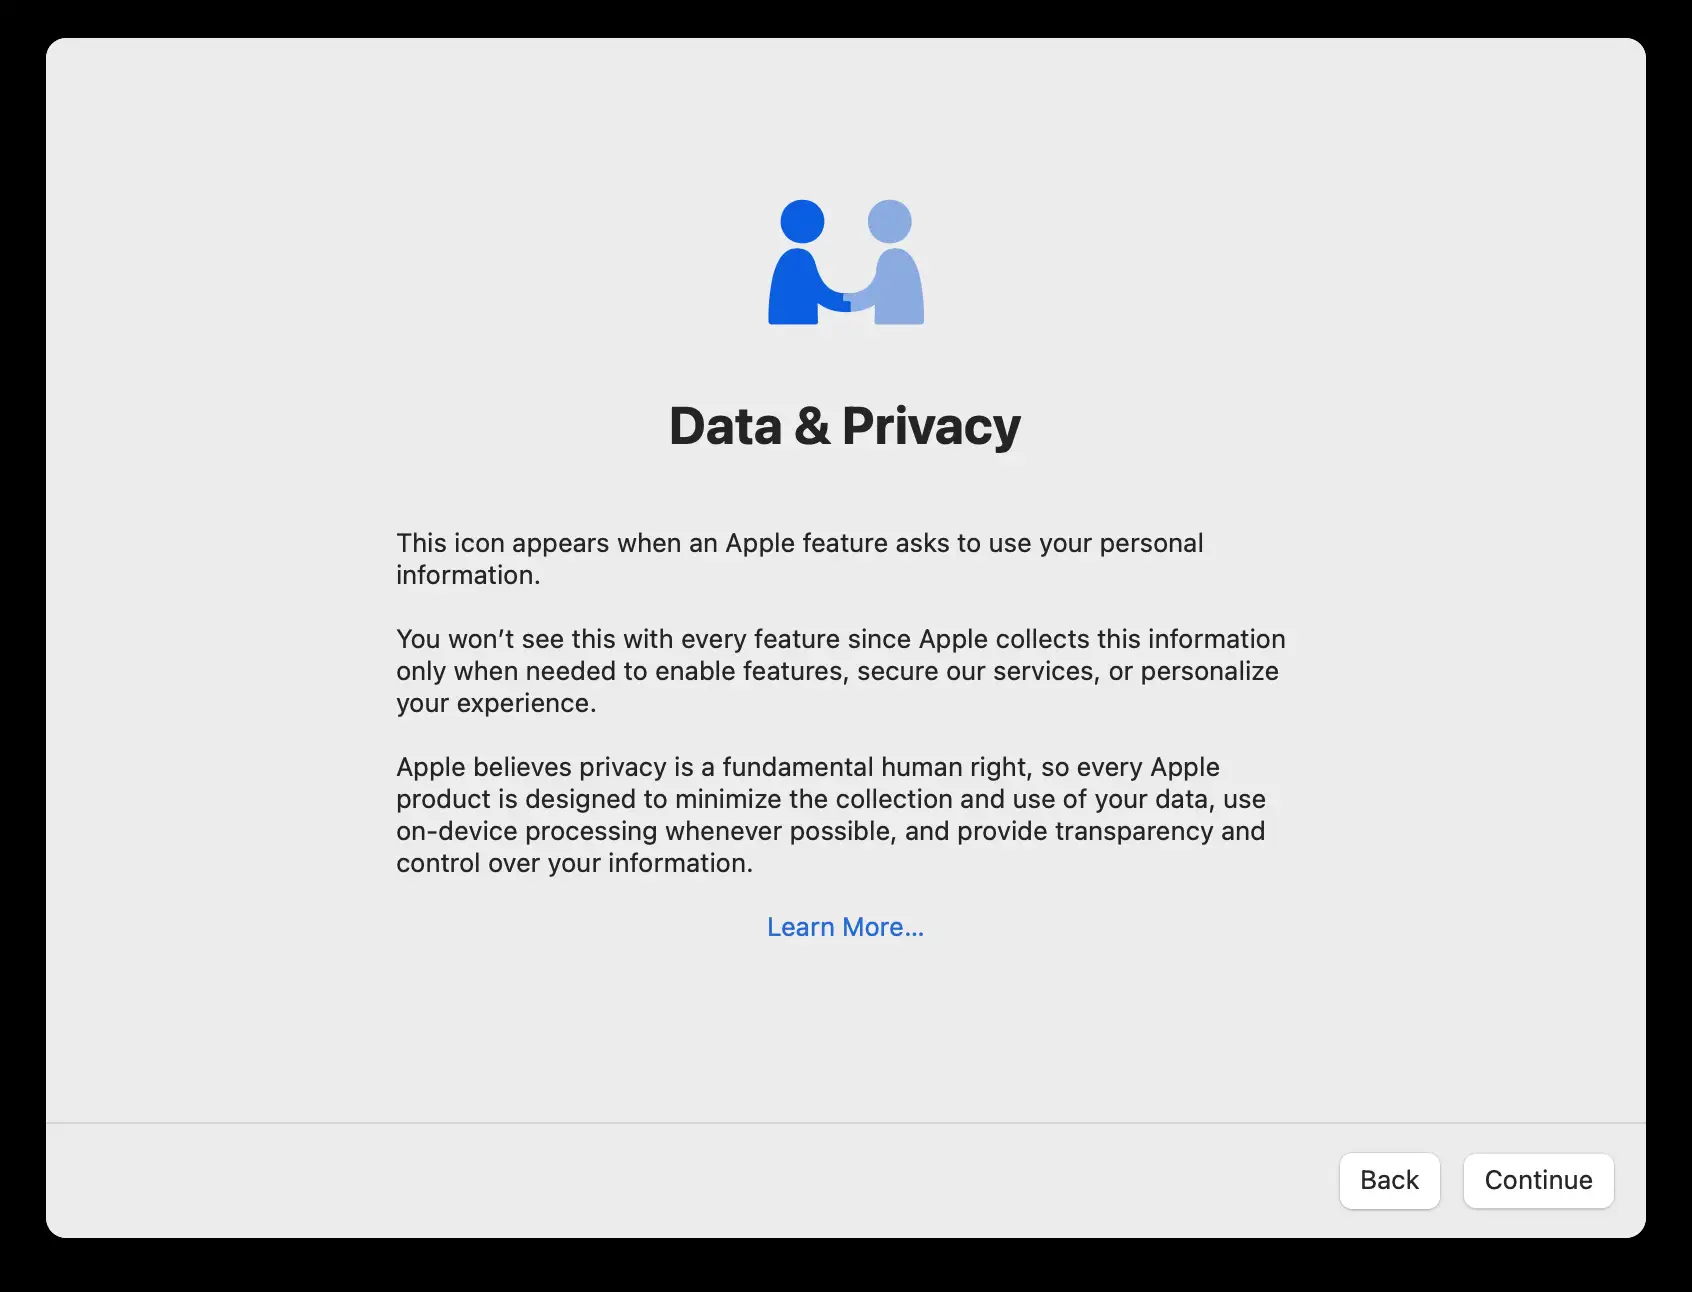 Data & Privacy
This icon appears when an Apple feature asks to use your personal
information.
You won’t see this with every feature since Apple collects this information
only when needed to enable features, secure our services, or personalize
your experience.
Apple believes privacy is a fundamental human right, so every Apple
product is designed to minimize the collection and use of your data, use
on-device processing whenever possible, and provide transparency and
control over your information.
Learn More...
Back
Continue